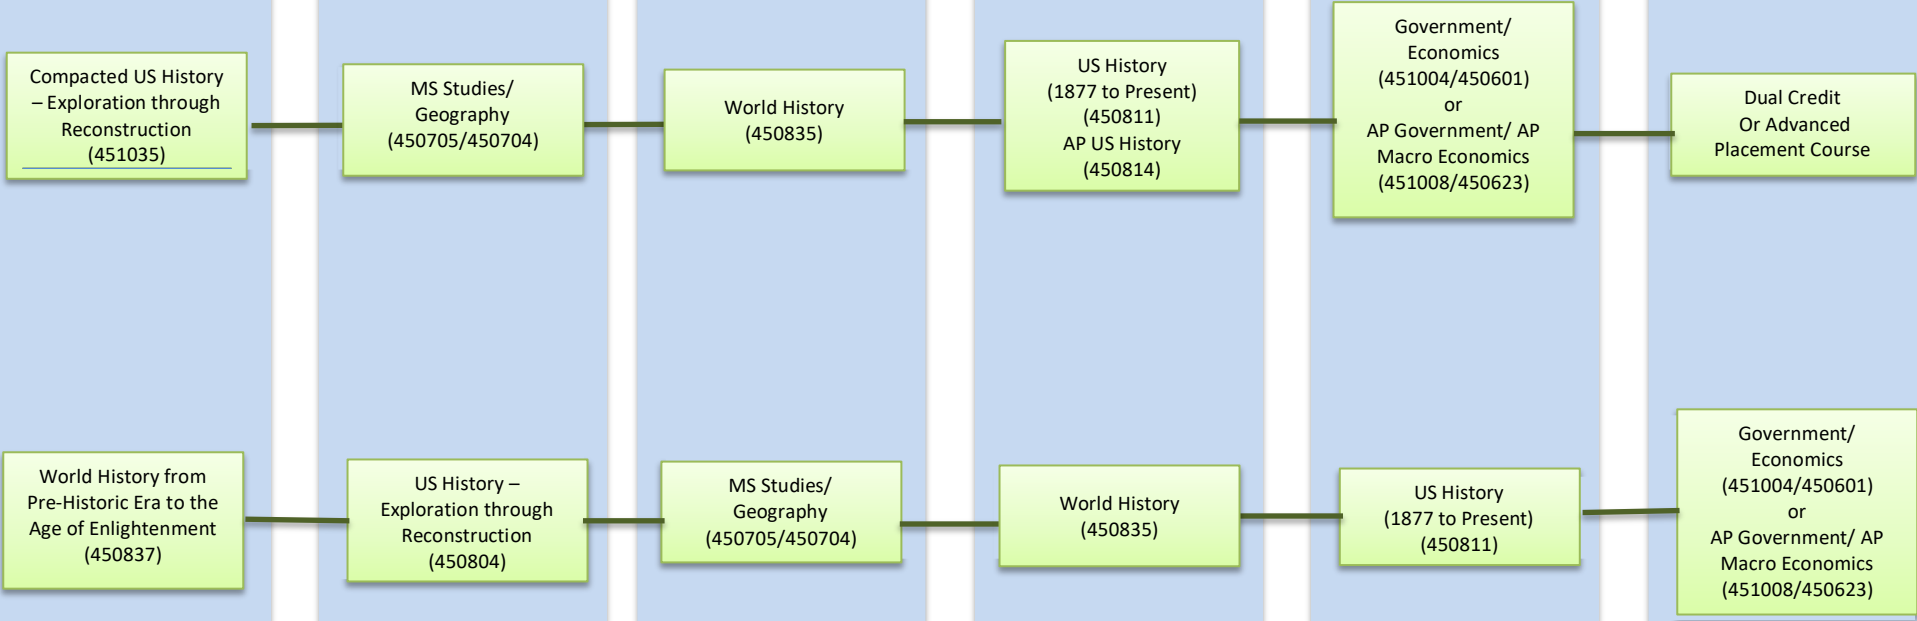 Compacted US History
– Exploration through
Reconstruction
(451035)
MS Studies/
Geography
(450705/450704)
World History
(450835)
US History
(1877 to Present)
(450811)
AP US History
(450814)
Government/
Economics
(451004/450601)
or
AP Government/ AP
Macro Economics
(451008/450623)
Dual Credit
Or Advanced
Placement Course
World History from
Pre-Historic Era to the
Age of Enlightenment
(450837)
US History –
Exploration through
Reconstruction
(450804)
MS Studies/
Geography
(450705/450704)
World History
(450835)
US History
(1877 to Present)
(450811)
Government/
Economics
(451004/450601)
or
AP Government/ AP
Macro Economics
(451008/450623)